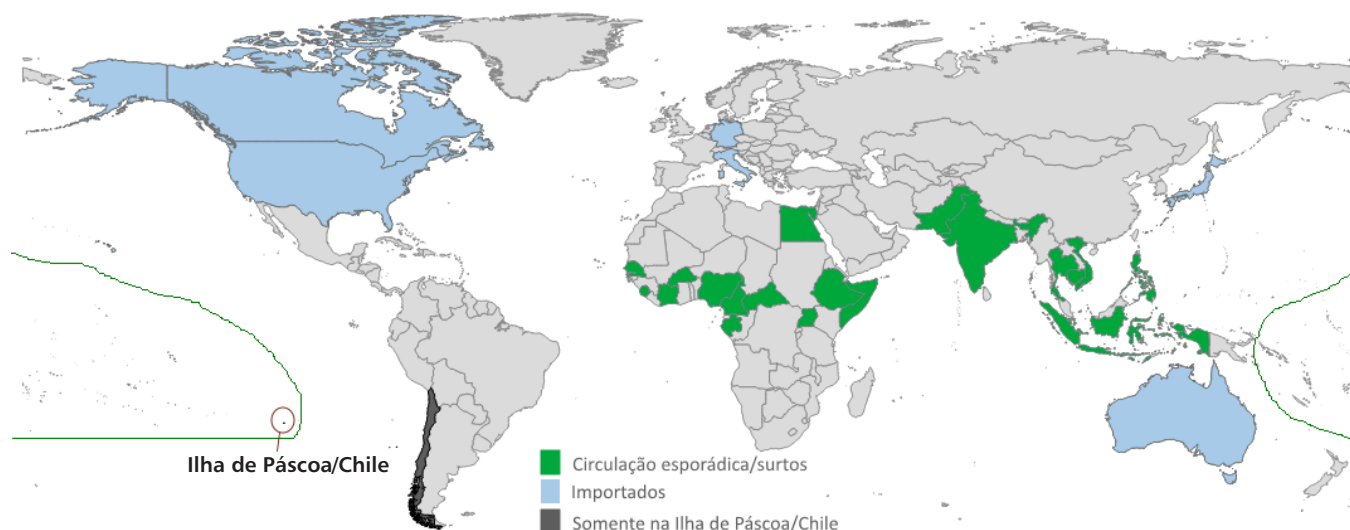 Ilha de Páscoa/Chile
Circulação esporádica/surtos
Importados
Somente na Ilha de Páscoa/Chile